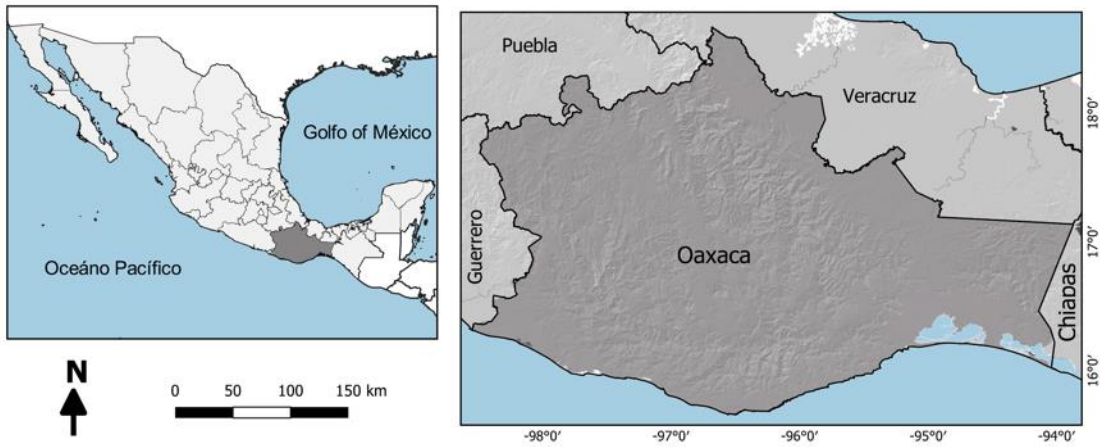 Golfo of México
Oceáno Pacífico
N
0 50 100 150 km
Puebla
Veracruz
Guerrero
Oaxaca
Chiapas
18°0'
17°0'
16°0'
-98°0' -97°0' -96°0' -95°0' -94°0'